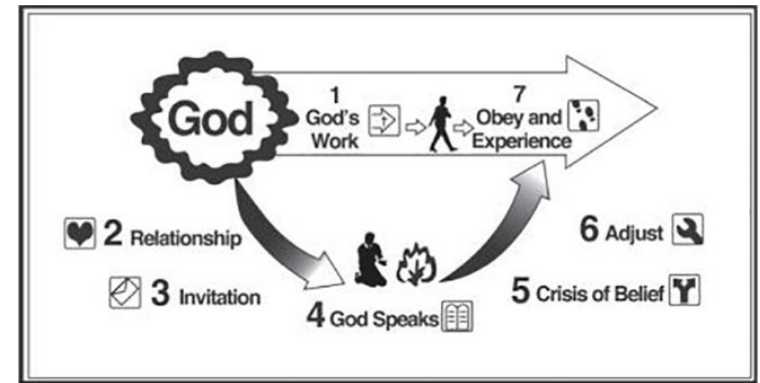 God
1
God's
Work
7
Obey and
Experience
2 Relationship
3 Invitation
4 God Speaks
5 Crisis of Belief
6 Adjust